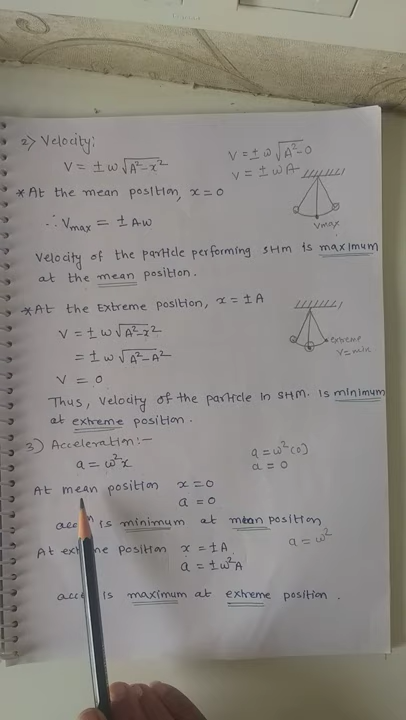 2) Velocity:
V = ± ω √A²-x²
V = ± ω √A²-0
V = ± ωA
*At the mean position, x = 0
∴ Vmax = ± Aω
Vmax
Velocity of the particle performing SHM is maximum
at the mean position.
*At the Extreme position, x = ± A
V = ± ω √A²-x²
= ± ω √A²-A²
V = 0
extreme
V=min
Thus, Velocity of the particle in SHM. is minimum
at extreme position.
3) Acceleration:-
a = ω²x
a = ω²(0)
a = 0
At mean position x = 0
a = 0
is minimum at mean position
At position x = ± A
a = ± ω²A
a = ω²
is maximum at extreme position.